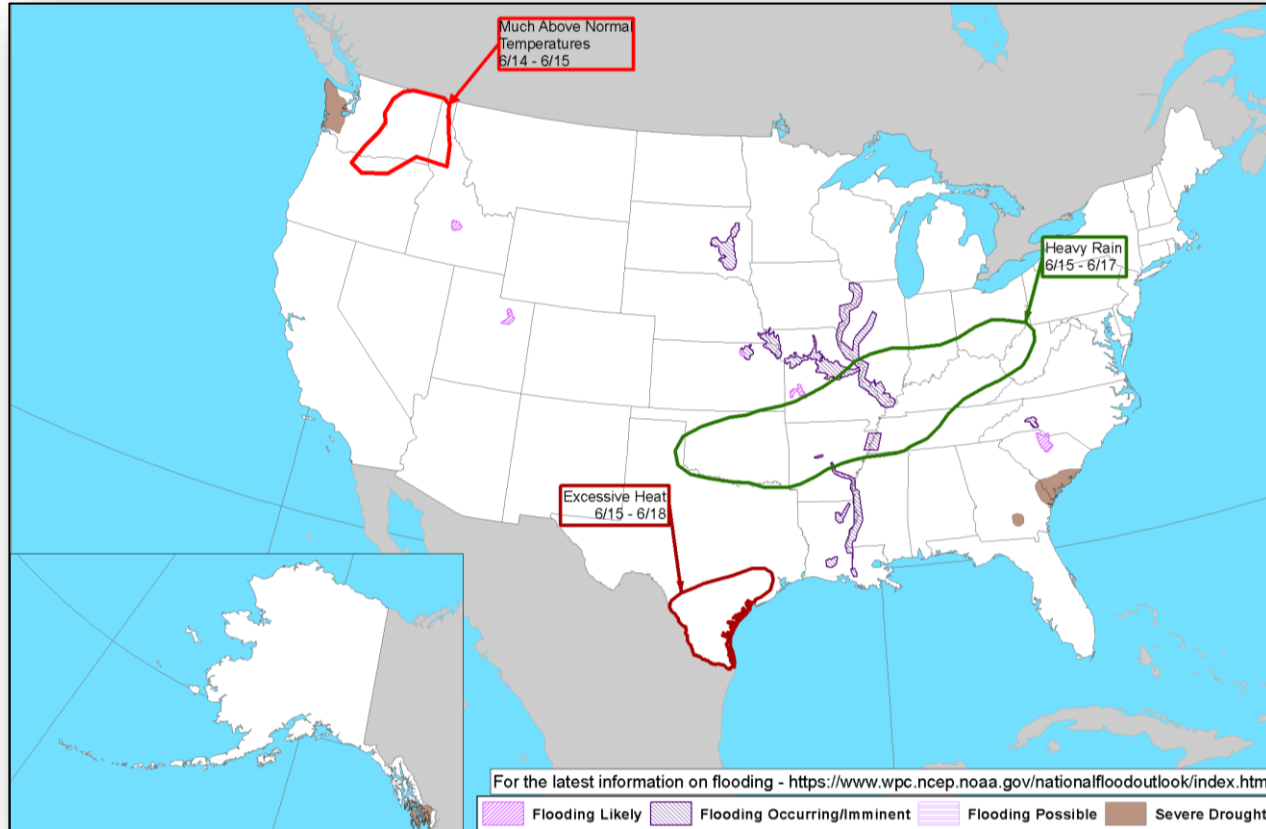 Much Above Normal
Temperatures
6/14 - 6/15
Heavy Rain
6/15 - 6/17
Excessive Heat
6/15 - 6/18
For the latest information on flooding - https://www.wpc.ncep.noaa.gov/nationalfloodoutlook/index.htm
Flooding Likely Flooding Occurring/Imminent Flooding Possible Severe Drought